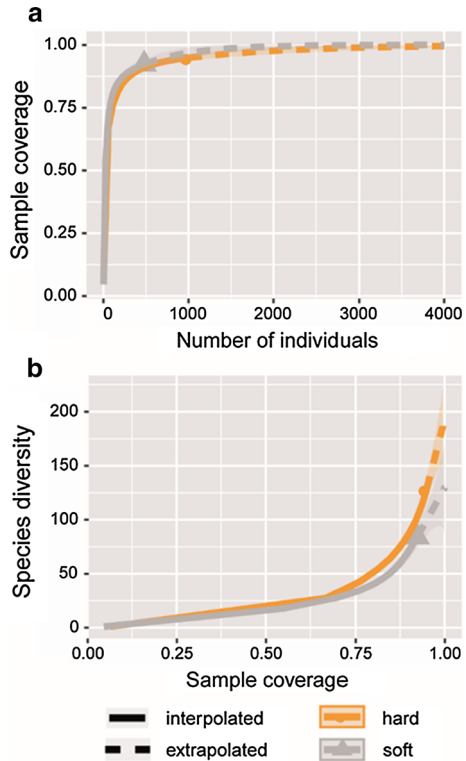 a
Sample coverage
1.00
0.75
0.50
0.25
0.00
0 1000 2000 3000 4000
Number of individuals
b
Species diversity
200
150
100
50
0
0.00 0.25 0.50 0.75 1.00
Sample coverage
interpolated hard
extrapolated soft